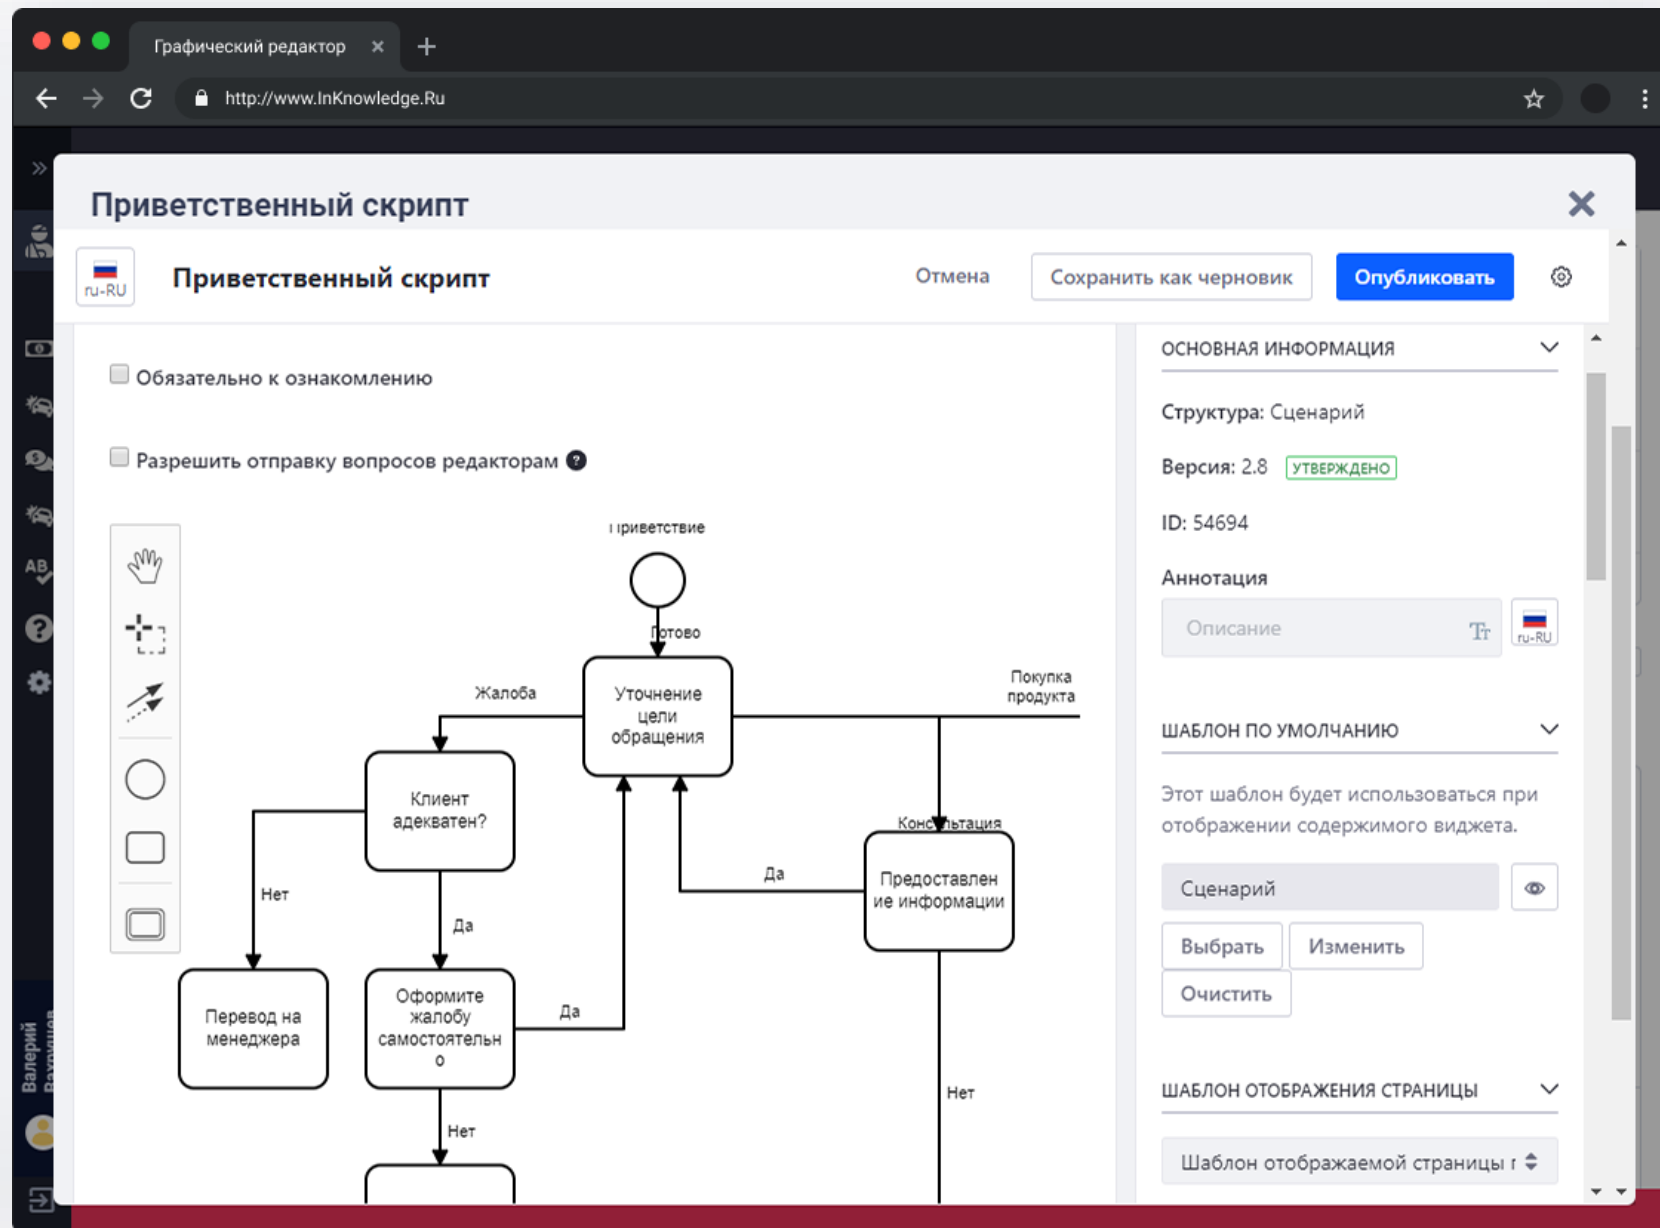 Графический редактор
http://www.InKnowledge.Ru
Приветственный скрипт
ru-RU
Приветственный скрипт
Отмена
Сохранить как черновик
Опубликовать
Обязательно к ознакомлению
Разрешить отправку вопросов редакторам ?
Приветствие
Готово
Уточнение
цели
обращения
Жалоба
Покупка
продукта
Клиент
адекватен?
Консультация
Предоставлен
ие информации
Да
Нет
Да
Перевод на
менеджера
Оформите
жалобу
самостоятельн
о
Да
Нет
Нет
ОСНОВНАЯ ИНФОРМАЦИЯ
Структура: Сценарий
Версия: 2.8 УТВЕРЖДЕНО
ID: 54694
Аннотация
Описание
Тт
ru-RU
ШАБЛОН ПО УМОЛЧАНИЮ
Этот шаблон будет использоваться при
отображении содержимого виджета.
Сценарий
Выбрать
Изменить
Очистить
ШАБЛОН ОТОБРАЖЕНИЯ СТРАНИЦЫ
Шаблон отображаемой страницы
AB
Валерий